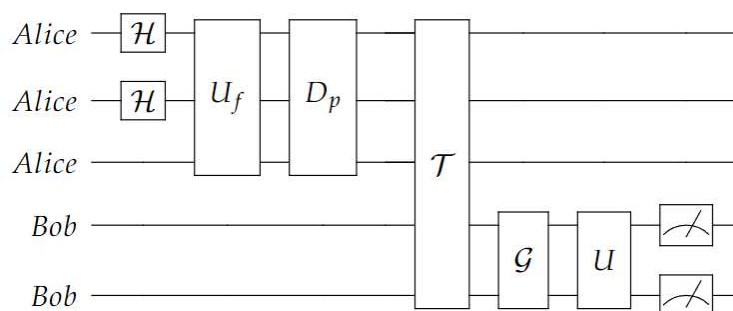 Alice ℋ
U_f D_p
Alice ℋ
Alice 𝒯
Bob
𝒢 U
Bob